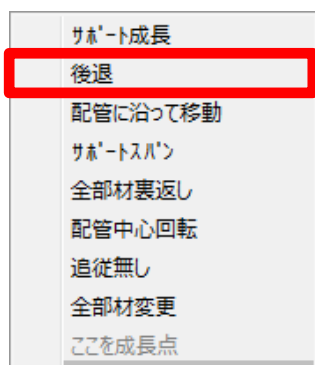 ｻﾎﾟｰﾄ成長
後退
配管に沿って移動
ｻﾎﾟｰﾄｽﾊﾟﾝ
全部材裏返し
配管中心回転
追従無し
全部材変更
ここを成長点